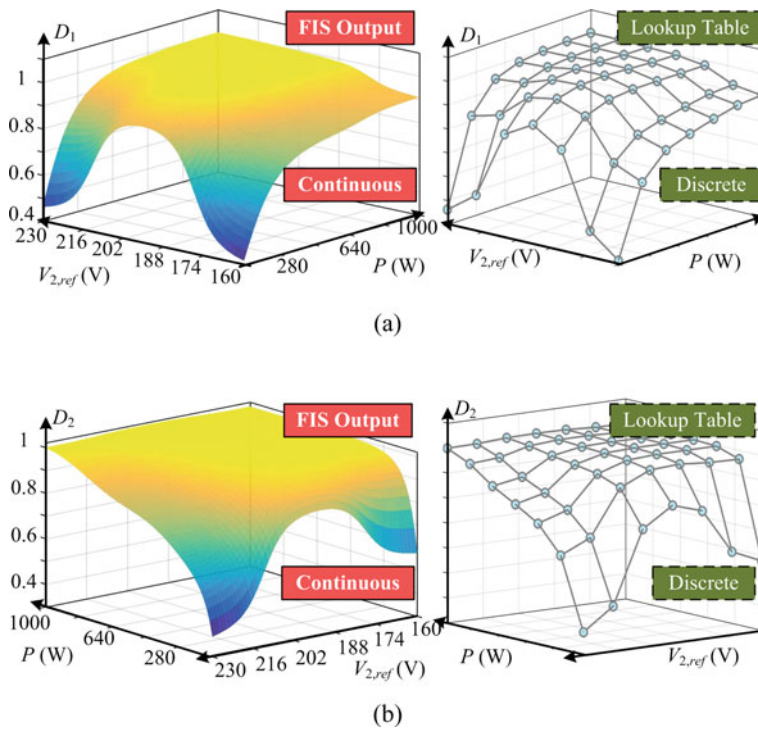 D1
FIS Output
1
0.8
0.6
0.4
Continuous
230
216
202
188
174
160
V2,ref (V)
280
640
1000
P (W)
D1
Lookup Table
Discrete
V2,ref (V)
P (W)
(a)
D2
FIS Output
1
0.8
0.6
0.4
Continuous
1000
640
280
P (W)
230
216
202
188
174
160
V2,ref (V)
D2
Lookup Table
Discrete
P (W)
V2,ref (V)
(b)